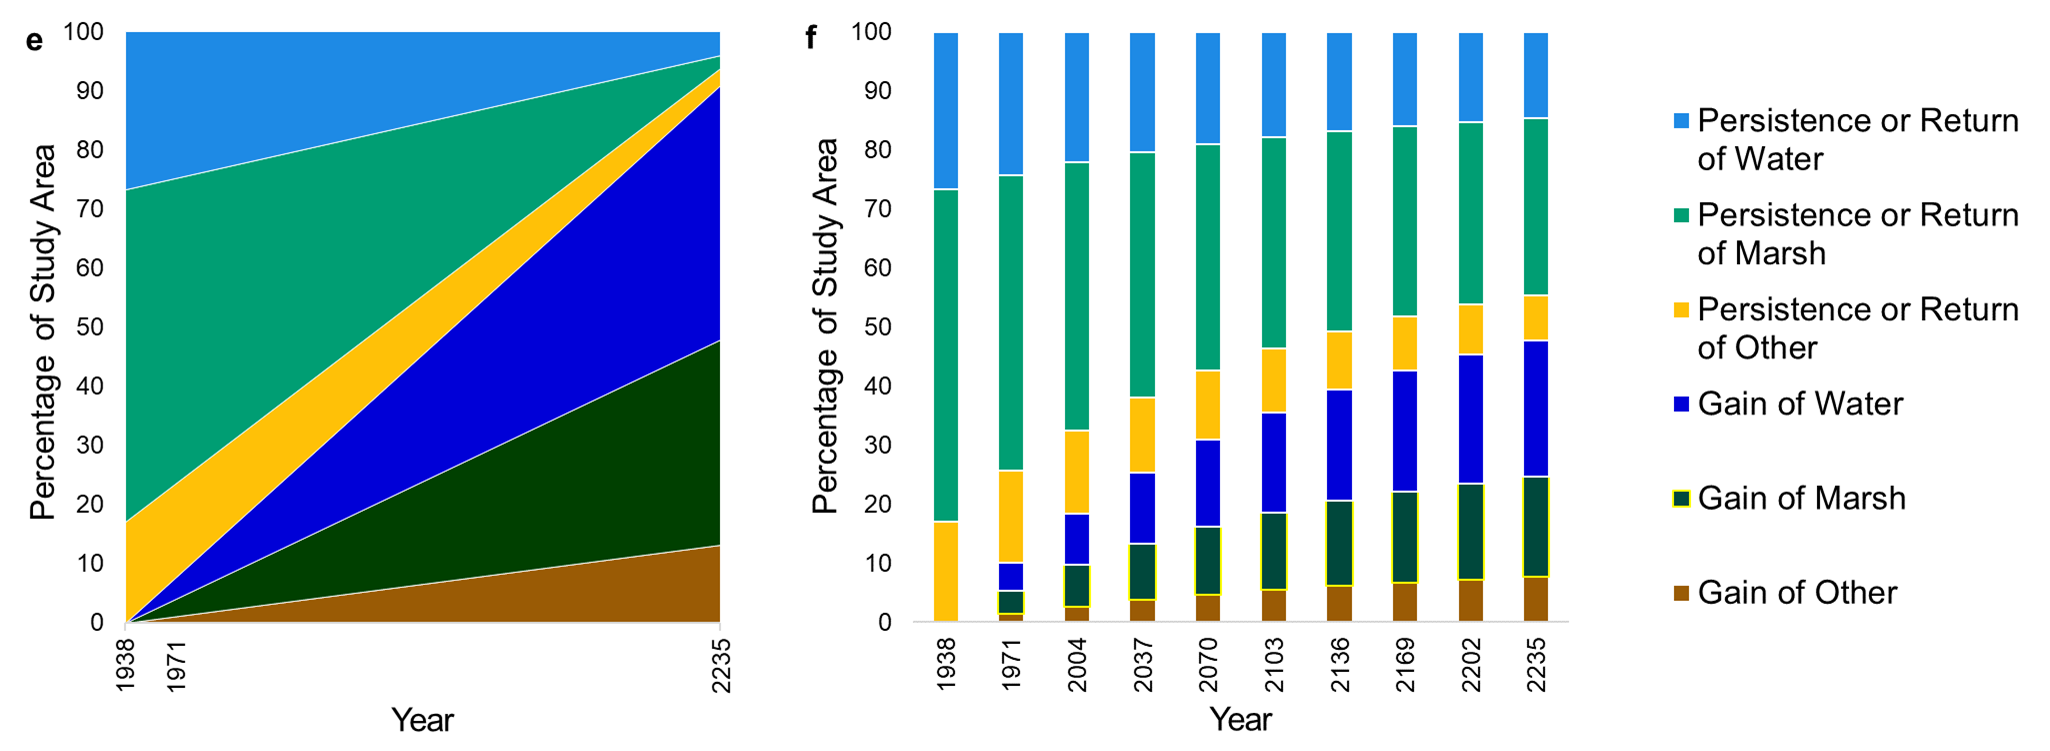 e
100
90
80
70
60
50
40
30
20
10
0
Percentage of Study Area
1938
1971
2235
Year
f
100
90
80
70
60
50
40
30
20
10
0
Percentage of Study Area
1938
1971
2004
2037
2070
2103
2136
2169
2202
2235
Year
Persistence or Return
of Water
Persistence or Return
of Marsh
Persistence or Return
of Other
Gain of Water
Gain of Marsh
Gain of Other